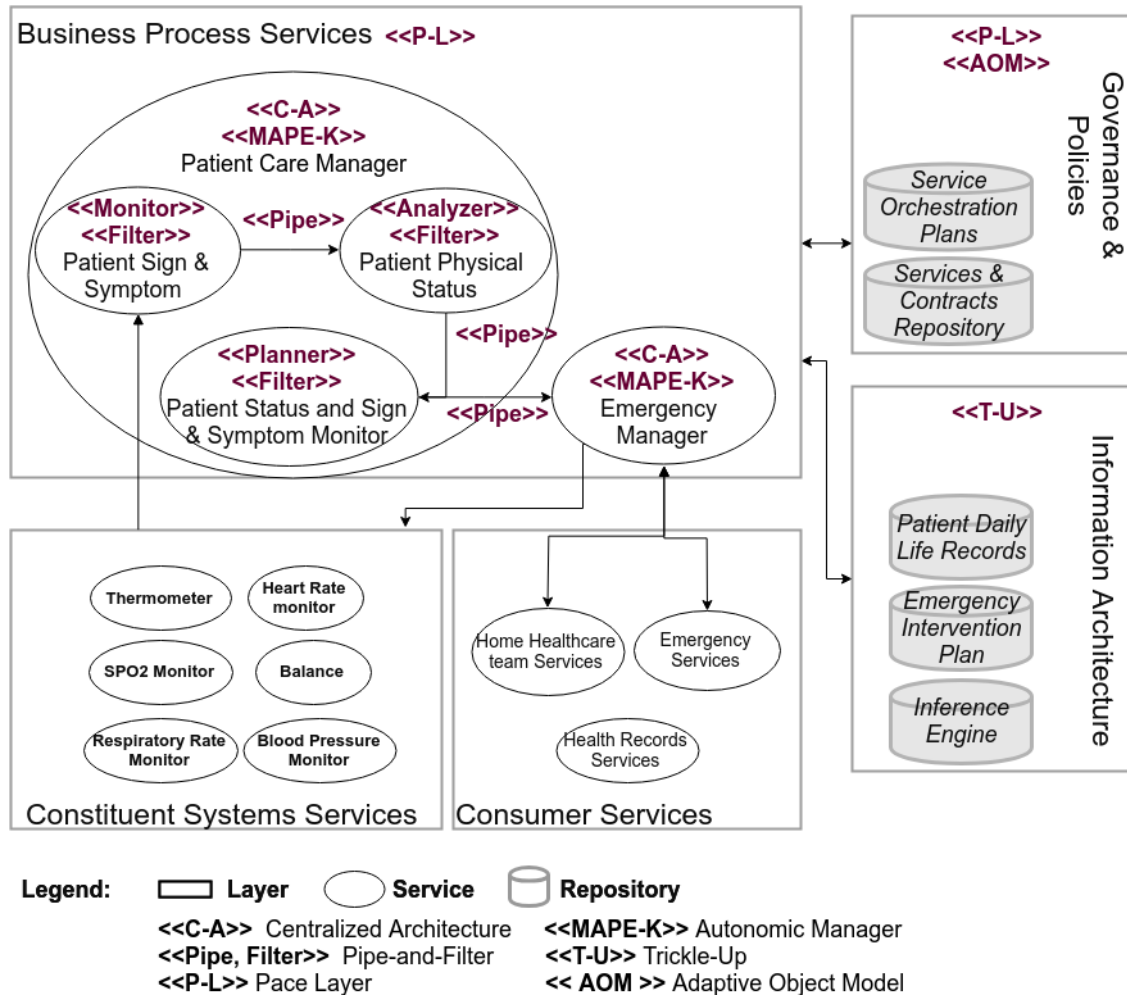 Business Process Services <<P-L>>
<<C-A>>
<<MAPE-K>>
Patient Care Manager
<<Monitor>>
<<Filter>>
Patient Sign &
Symptom
<<Pipe>>
<<Analyzer>>
<<Filter>>
Patient Physical
Status
<<Pipe>>
<<Planner>>
<<Filter>>
Patient Status and Sign
& Symptom Monitor
<<Pipe>>
<<C-A>>
<<MAPE-K>>
Emergency
Manager
<<P-L>>
<<AOM>>
Governance &
Policies
Service
Orchestration
Plans
Services &
Contracts
Repository
<<T-U>>
Information Architecture
Patient Daily
Life Records
Emergency
Intervention
Plan
Inference
Engine
Thermometer
Heart Rate
monitor
SPO2 Monitor
Balance
Respiratory Rate
Monitor
Blood Pressure
Monitor
Constituent Systems Services
Home Healthcare
team Services
Emergency
Services
Health Records
Services
Consumer Services
Legend: Layer Service Repository
<<C-A>> Centralized Architecture <<MAPE-K>> Autonomic Manager
<<Pipe, Filter>> Pipe-and-Filter <<T-U>> Trickle-Up
<<P-L>> Pace Layer << AOM >> Adaptive Object Model